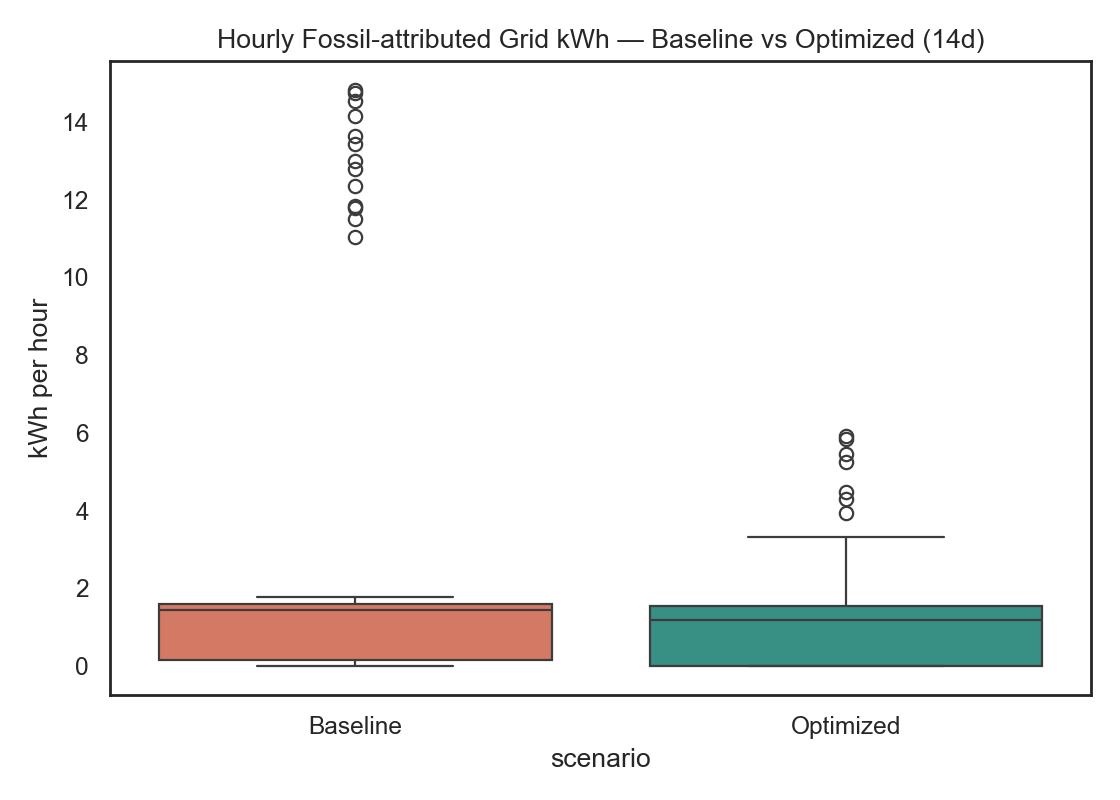 Hourly Fossil-attributed Grid kWh — Baseline vs Optimized (14d)
kWh per hour
14
12
10
8
6
4
2
0
Baseline
Optimized
scenario